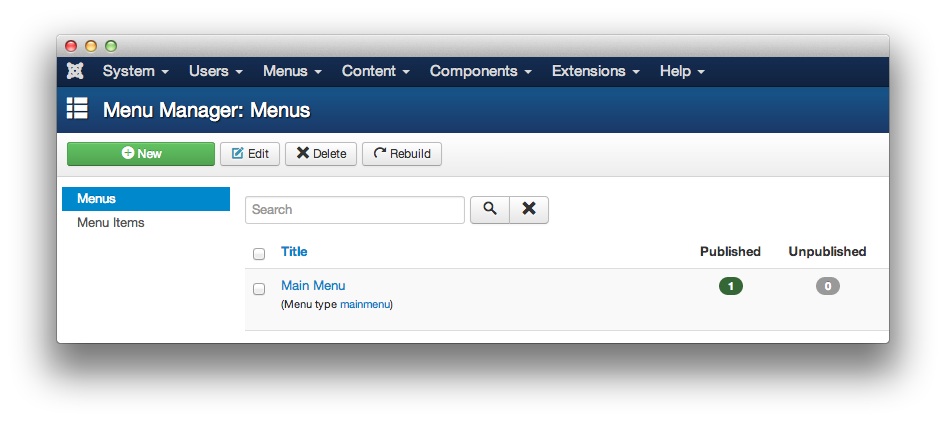 System Users Menus Content Components Extensions Help
Menu Manager: Menus
New Edit Delete Rebuild
Menus
Menu Items
Search
Title Published Unpublished
Main Menu 1 0
(Menu type mainmenu)